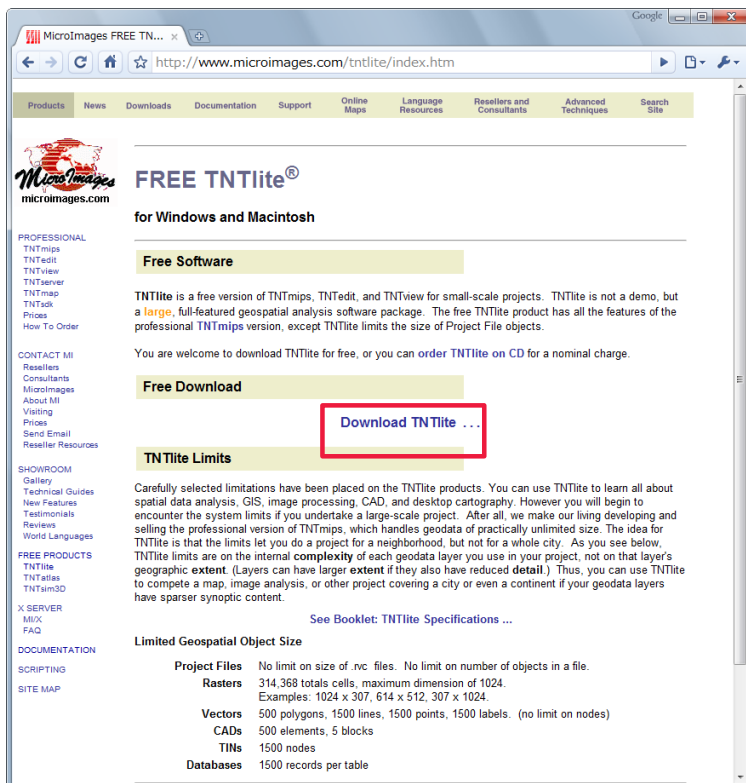 Google
MicroImages FREE TN...
http://www.microimages.com/tntlite/index.htm
Products News Downloads Documentation Support Online Maps Language Resources Resellers and Consultants Advanced Techniques Search Site
MicroImages
microimages.com
FREE TNTlite®
for Windows and Macintosh
PROFESSIONAL
TNTmips
TNTedit
TNTview
TNTserver
TNTmap
TNTsdk
Prices
How To Order
CONTACT MI
Resellers
Consultants
MicroImages
About MI
Visiting
Prices
Send Email
Reseller Resources
SHOWROOM
Gallery
Technical Guides
New Features
Testimonials
Reviews
World Languages
FREE PRODUCTS
TNTlite
TNTatlas
TNTsim3D
X SERVER
MI/X
FAQ
DOCUMENTATION
SCRIPTING
SITE MAP
Free Software
TNTlite is a free version of TNTmips, TNTedit, and TNTview for small-scale projects. TNTlite is not a demo, but
a large, full-featured geospatial analysis software package. The free TNTlite product has all the features of the
professional TNTmips version, except TNTlite limits the size of Project File objects.
You are welcome to download TNTlite for free, or you can order TNTlite on CD for a nominal charge.
Free Download
Download TNTlite ...
TNTlite Limits
Carefully selected limitations have been placed on the TNTlite products. You can use TNTlite to learn all about
spatial data analysis, GIS, image processing, CAD, and desktop cartography. However you will begin to
encounter the system limits if you undertake a large-scale project. After all, we make our living developing and
selling the professional version of TNTmips, which handles geodata of practically unlimited size. The idea for
TNTlite is that the limits let you do a project for a neighborhood, but not for a whole city. As you see below,
TNTlite limits are on the internal complexity of each geodata layer you use in your project, not on that layer's
geographic extent. (Layers can have larger extent if they also have reduced detail.) Thus, you can use TNTlite
to compete a map, image analysis, or other project covering a city or even a continent if your geodata layers
have sparser synoptic content.
See Booklet: TNTlite Specifications ...
Limited Geospatial Object Size
Project Files No limit on size of .rvc files. No limit on number of objects in a file.
Rasters 314,368 totals cells, maximum dimension of 1024.
Examples: 1024 x 307, 614 x 512, 307 x 1024.
Vectors 500 polygons, 1500 lines, 1500 points, 1500 labels. (no limit on nodes)
CADs 500 elements, 5 blocks
TINs 1500 nodes
Databases 1500 records per table